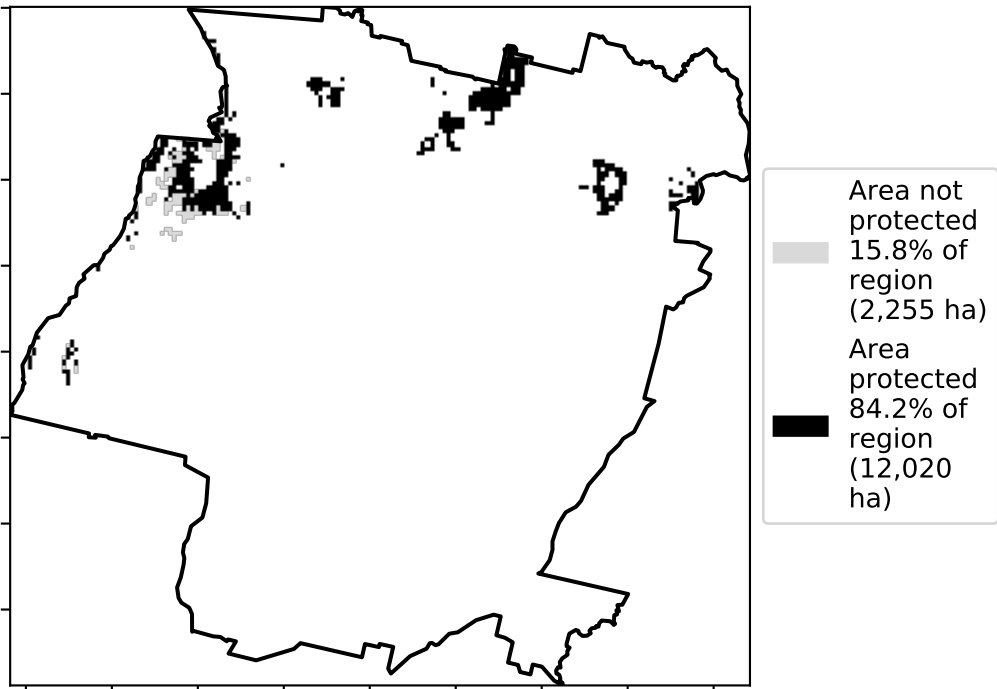 Area not
protected
15.8% of
region
(2,255 ha)
Area
protected
84.2% of
region
(12,020
ha)